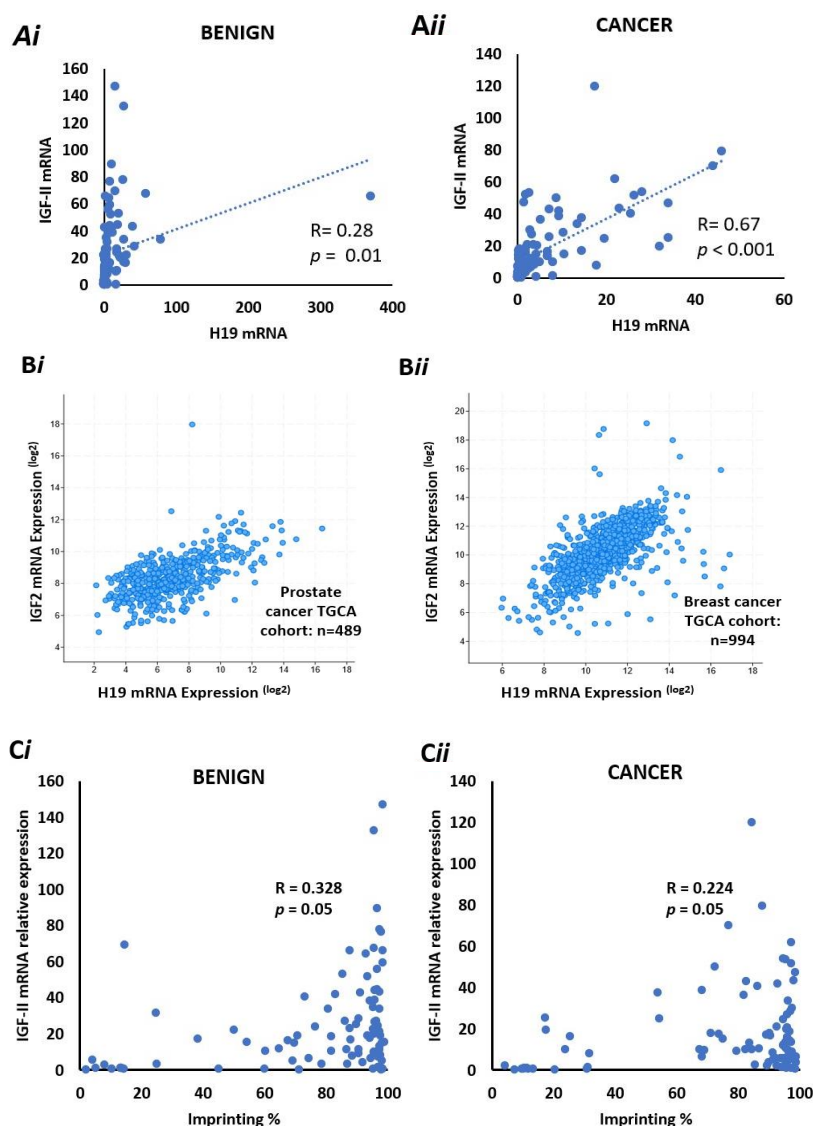 Ai
BENIGN
160
140
120
100
80
60
40
20
0
IGF-II mRNA
R= 0.28
p = 0.01
0 100 200 300 400
H19 mRNA
Aii
CANCER
140
120
100
80
60
40
20
0
IGF-II mRNA
R= 0.67
p < 0.001
0 20 40 60
H19 mRNA
Bi
18
16
14
12
10
8
6
4
IGF2 mRNA Expression (log2)
Prostate
cancer TGCA
cohort: n=489
2 4 6 8 10 12 14 16 18
H19 mRNA Expression (log2)
Bii
20
18
16
14
12
10
8
6
4
IGF2 mRNA Expression (log2)
Breast cancer
TGCA cohort:
n=994
6 8 10 12 14 16 18
H19 mRNA Expression (log2)
Ci
BENIGN
160
140
120
100
80
60
40
20
0
IGF-II mRNA relative expression
R = 0.328
p = 0.05
0 20 40 60 80 100
Imprinting %
Cii
CANCER
140
120
100
80
60
40
20
0
IGF-II mRNA relative expression
R = 0.224
p = 0.05
0 20 40 60 80 100
Imprinting %